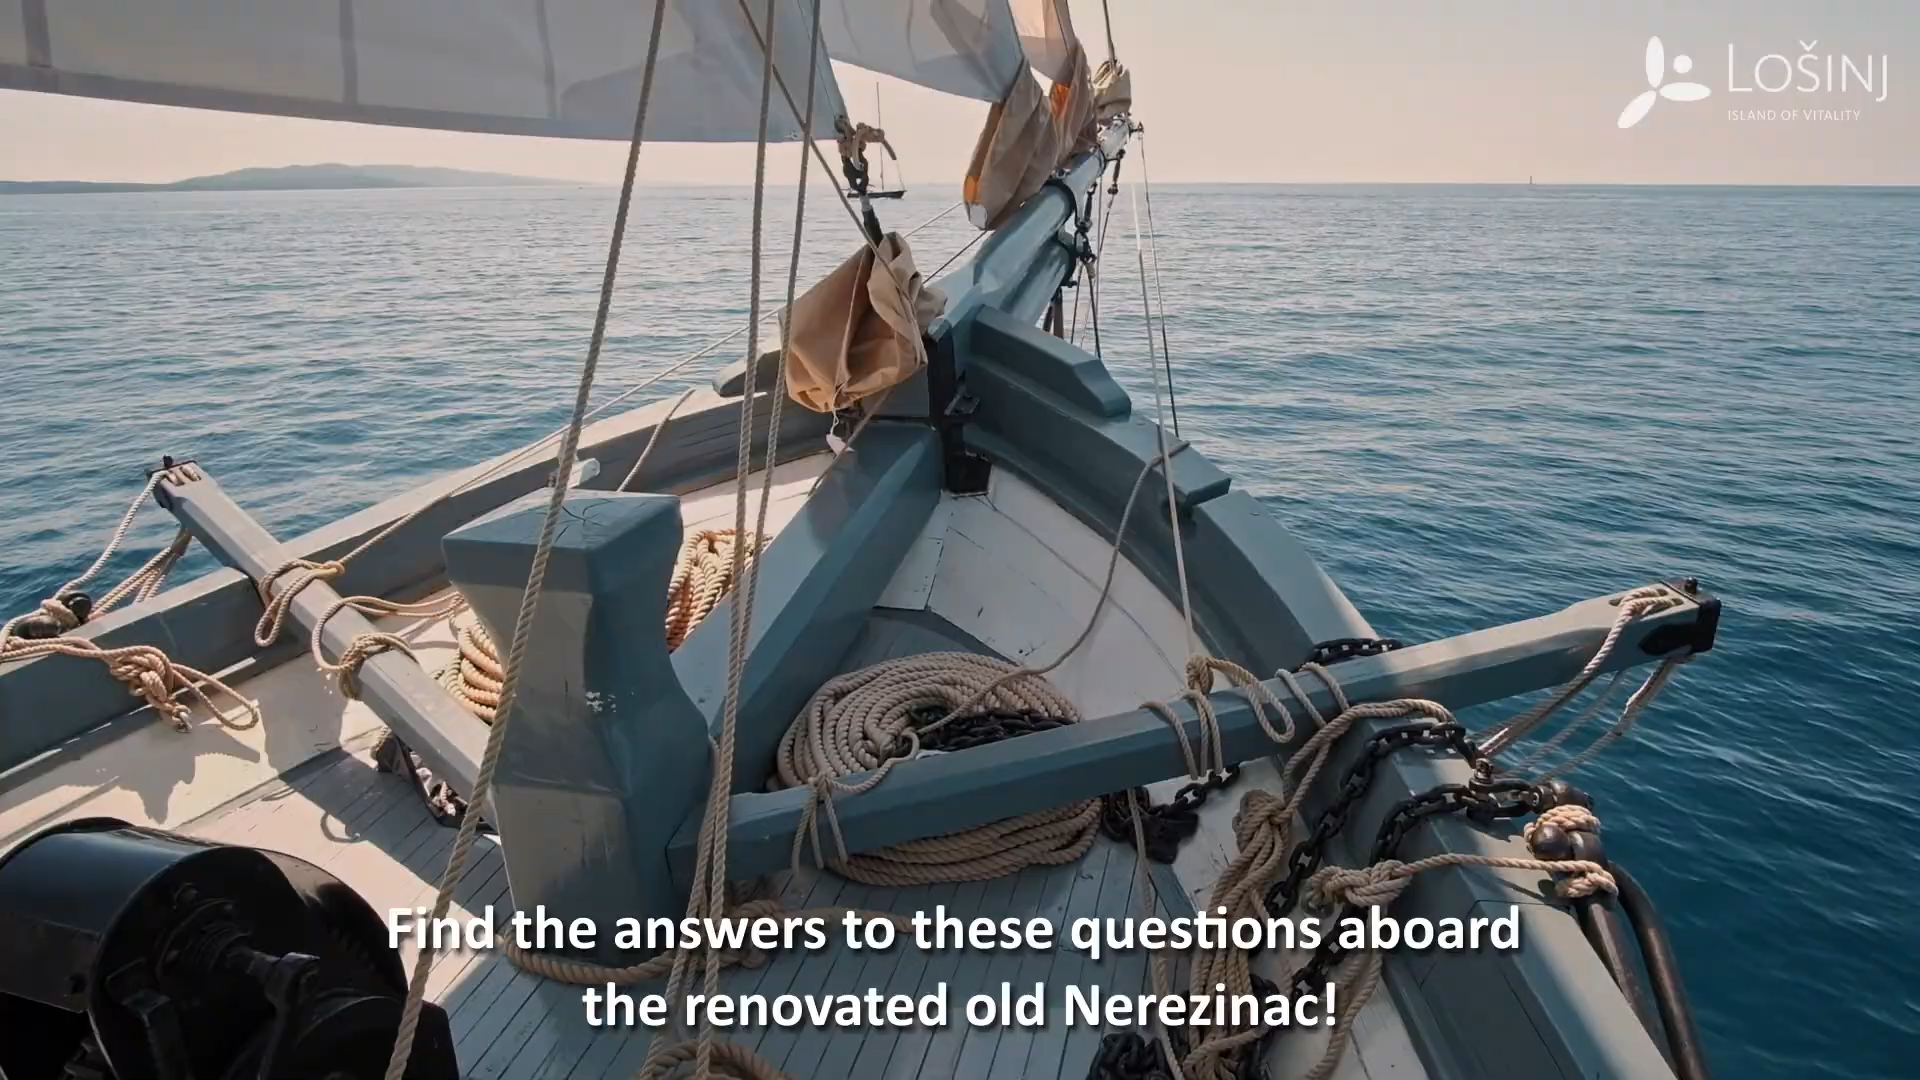 LOŠINJ
ISLAND OF VITALITY
Find the answers to these questions aboard
the renovated old Nerezinac!